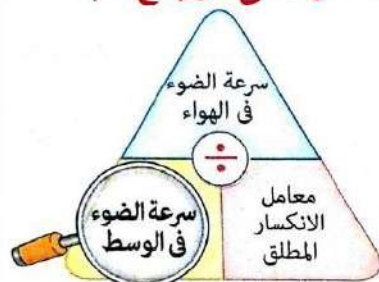 سرعة الضوء
فى الهواء
÷
معامل
الانكسار
المطلق
سرعة الضوء
فى الوسط